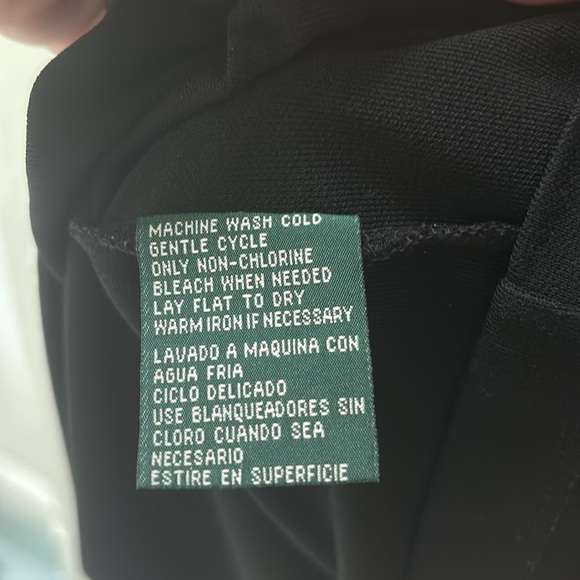 MACHINE WASH COLD
GENTLE CYCLE
ONLY NON-CHLORINE
BLEACH WHEN NEEDED
LAY FLAT TO DRY
WARM IRON IF NECESSARY
LAVADO A MAQUINA CON
AGUA FRIA
CICLO DELICADO
USE BLANQUEADORES SIN
CLORO CUANDO SEA
NECESARIO
ESTIRE EN SUPERFICIE